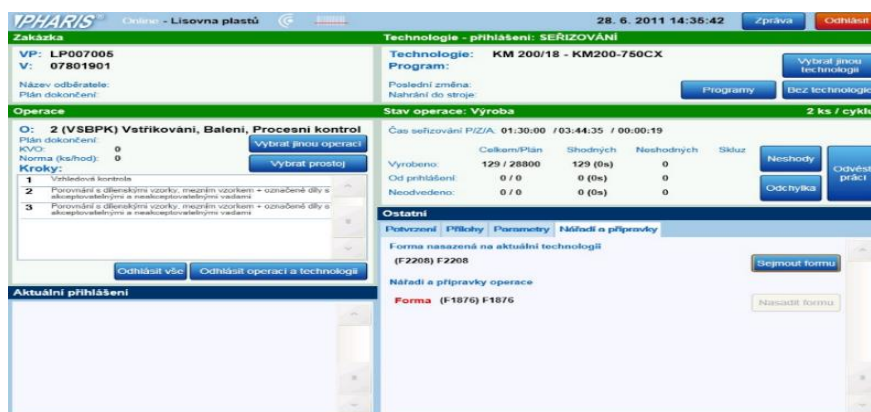 PHARIS Online - Lisovna plastů 28. 6. 2011 14:35:42 Zpráva Odhlásit
Zakázka
VP: LP007005
V: 07801901
Název odběratele:
Plán dokončení:
Technologie - přihlášení: SEŘIZOVÁNÍ
Technologie: KM 200/18 - KM200-750CX
Program:
Vybrat jinou technologii
Poslední změna:
Nahrání do stroje:
Programy Bez technologie
Operace
O: 2 (VSBPK) Vstřikování, Balení, Procesní kontrol
Plán dokončení:
Vybrat jinou operaci
KVO: 0
Norma (ks/hod): 0
Vybrat prostoj
Kroky:
1 Vzhledová kontrola
2 Porovnání s dílenskými vzorky, mezním vzorkem + označené díly s
akceptovatelnými a neakceptovatelnými vadami
3 Porovnání s dílenskými vzorky, mezním vzorkem + označené díly s
akceptovatelnými a neakceptovatelnými vadami
Odhlásit vše Odhlásit operaci a technologii
Aktuální přihlášení
Stav operace: Výroba 2 ks / cyklu
Čas seřizování P/Z/A: 01:30:00 / 03:44:35 / 00:00:19
Celkem/Plán Shodných Neshodných Skluz
Vyrobeno: 129 / 28800 129 (0s) 0
Od přihlášení: 0 / 0 0 (0s) 0
Neodvedeno: 0 / 0 0 (0s) 0
Neshody
Odchylka
Odvést
práci
Ostatní
Potvrzení Přílohy Parametry Nářadí a přípravky
Forma nasazená na aktuální technologii
(F2208) F2208 Sejmout formu
Nářadí a přípravky operace
Forma (F1876) F1876 Nasadit formu